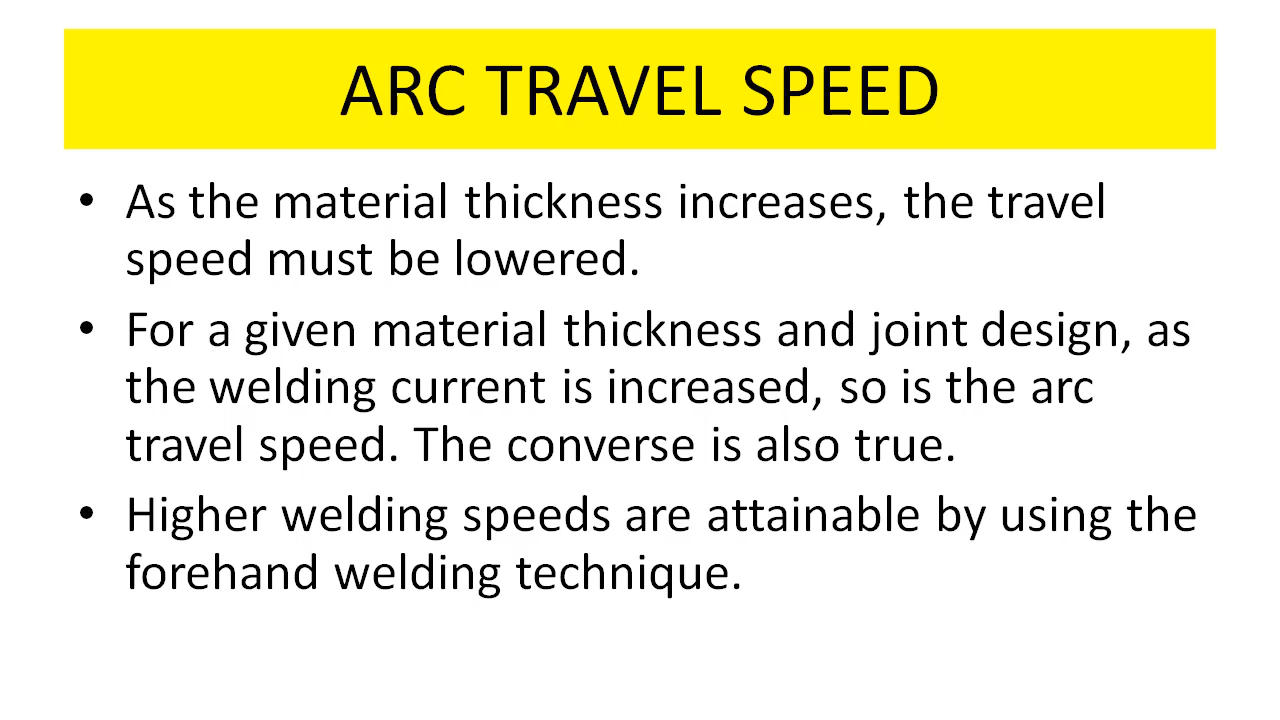 ARC TRAVEL SPEED
• As the material thickness increases, the travel
speed must be lowered.
• For a given material thickness and joint design, as
the welding current is increased, so is the arc
travel speed. The converse is also true.
• Higher welding speeds are attainable by using the
forehand welding technique.